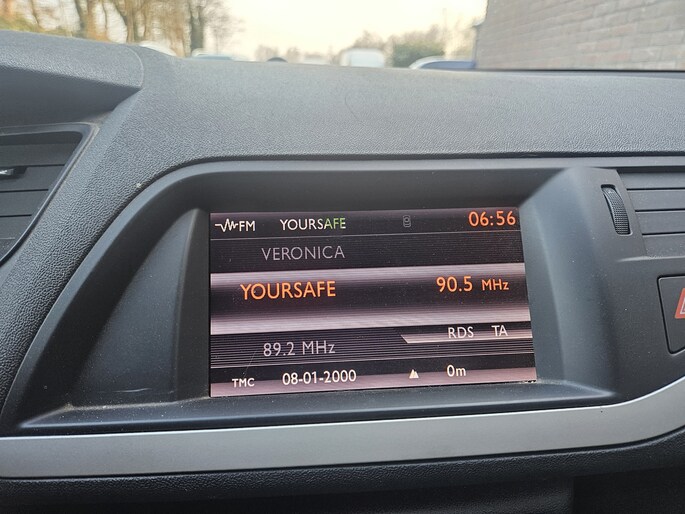 FM YOURSAFE 06:56
VERONICA
YOURSAFE 90.5 MHz
RDS TA
89.2 MHz
TMC 08-01-2000 0m